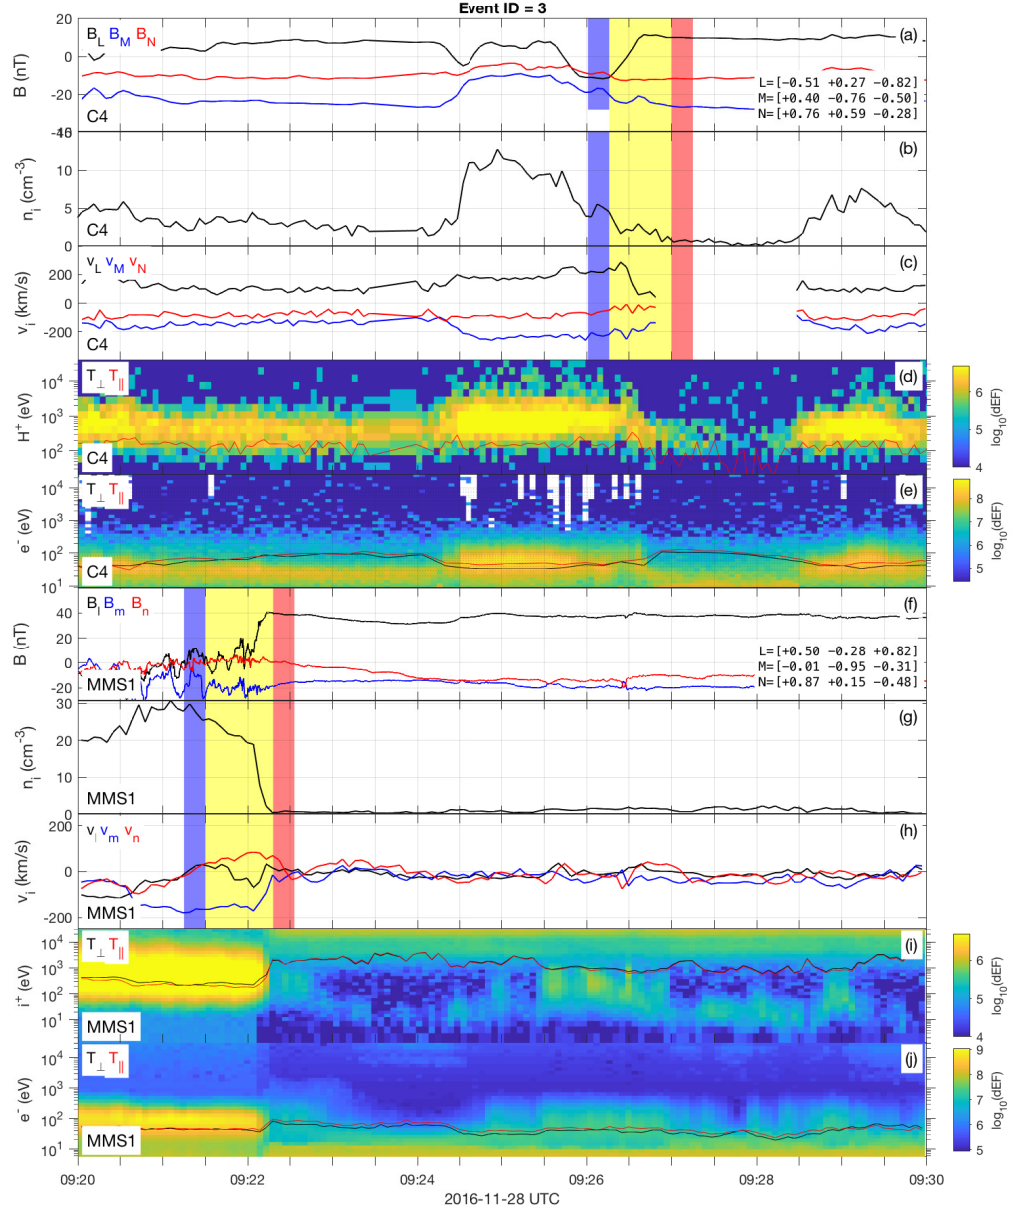 Event ID = 3
B_L B_M B_N
(a)
B (nT)
20
0
-20
-40
L=[-0.51 +0.27 -0.82]
M=[+0.40 -0.76 -0.50]
N=[+0.76 +0.59 -0.28]
C4
(b)
n_i (cm^-3)
10
5
0
C4
v_L v_M v_N
(c)
v_i (km/s)
200
0
-200
C4
T_⊥ T_||
(d)
H^+ (eV)
10^4
10^3
10^2
C4
log_10(dEF)
6
5
4
T_⊥ T_||
(e)
e^- (eV)
10^4
10^3
10^2
10^1
C4
log_10(dEF)
8
7
6
5
B_l B_m B_n
(f)
B (nT)
40
20
0
-20
L=[+0.50 -0.28 +0.82]
M=[-0.01 -0.95 -0.31]
N=[+0.87 +0.15 -0.48]
MMS1
(g)
n_i (cm^-3)
30
20
10
0
MMS1
v_l v_m v_n
(h)
v_i (km/s)
200
0
-200
MMS1
T_⊥ T_||
(i)
i^+ (eV)
10^4
10^3
10^2
10^1
MMS1
log_10(dEF)
7
6
5
4
T_⊥ T_||
(j)
e^- (eV)
10^4
10^3
10^2
10^1
MMS1
log_10(dEF)
9
8
7
6
5
09:20 09:22 09:24 09:26 09:28 09:30
2016-11-28 UTC